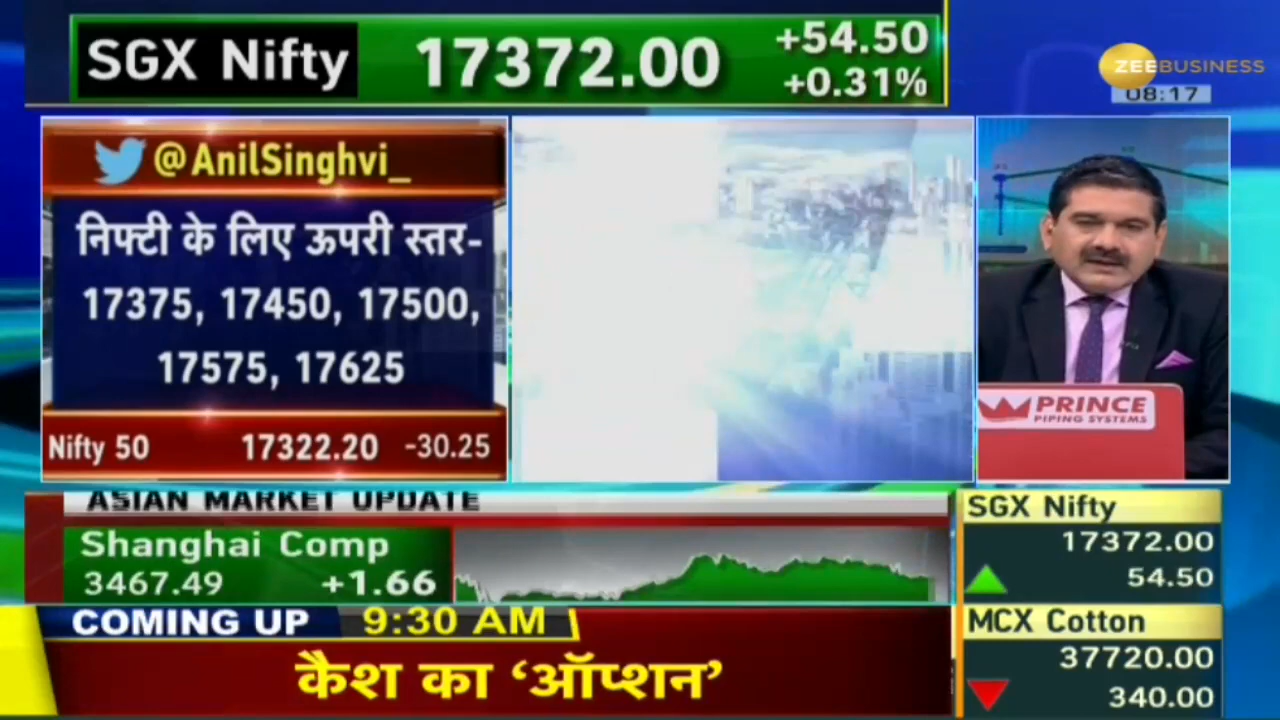 SGX Nifty 17372.00 +54.50
+0.31%
ZEEBUSINESS
08:17
@AnilSinghvi_
निफ्टी के लिए ऊपरी स्तर-
17375, 17450, 17500,
17575, 17625
Nifty 50 17322.20 -30.25
PRINCE
PIPING SYSTEMS
ASIAN MARKET UPDATE
Shanghai Comp
3467.49 +1.66
SGX Nifty
17372.00
54.50
COMING UP 9:30 AM
कैश का ‘ऑप्शन’
MCX Cotton
37720.00
340.00